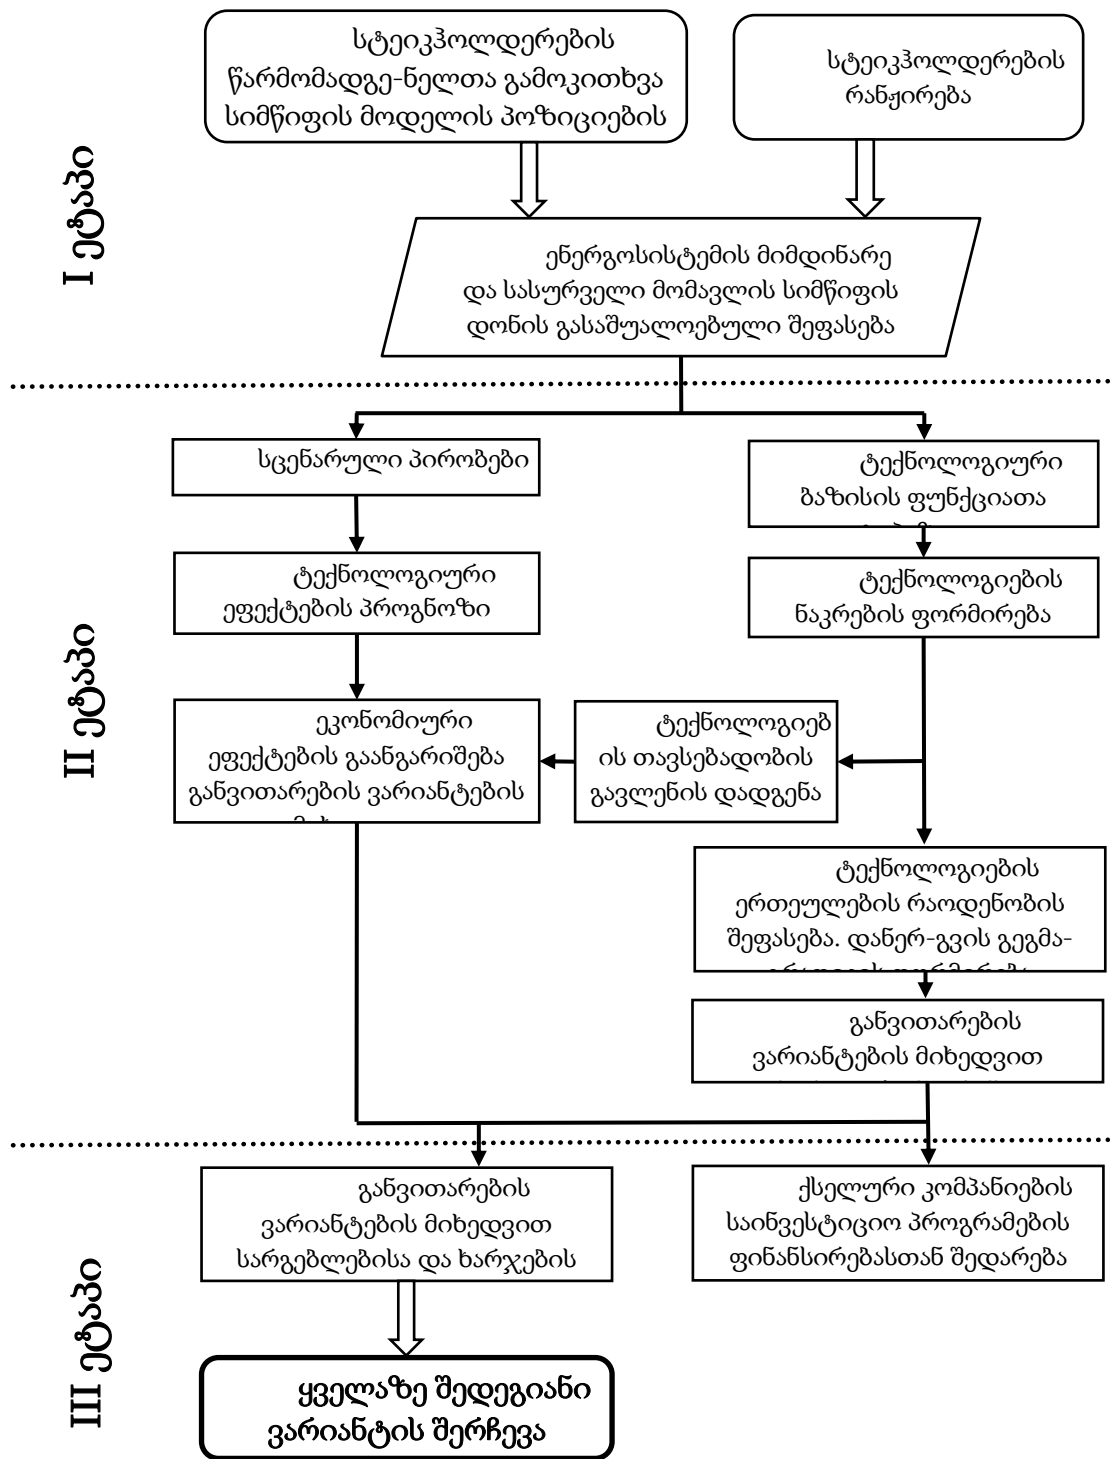 სტეიკჰოლდერების
წარმომადგე-ნელთა გამოკითხვა
სიმწიფის მოდელის პოზიციების
სტეიკჰოლდერების
რანჟირება
I ეტაპი
ენერგოსისტემის მიმდინარე
და სასურველი მომავლის სიმწიფის
დონის გასაშუალოებული შეფასება
სცენარული პირობები
ტექნოლოგიური
ბაზისის ფუნქციათა
ტექნოლოგიური
ეფექტების პროგნოზი
ტექნოლოგიების
ნაკრების ფორმირება
II ეტაპი
ეკონომიური
ეფექტების გაანგარიშება
განვითარების ვარიანტების
ტექნოლოგიებ
ის თავსებადობის
გავლენის დადგენა
ტექნოლოგიების
ერთეულების რაოდენობის
შეფასება. დანერ-გვის გეგმა-
განვითარების
ვარიანტების მიხედვით
განვითარების
ვარიანტების მიხედვით
სარგებლებისა და ხარჯების
ქსელური კომპანიების
საინვესტიციო პროგრამების
ფინანსირებასთან შედარება
III ეტაპი
ყველაზე შედეგიანი
ვარიანტის შერჩევა